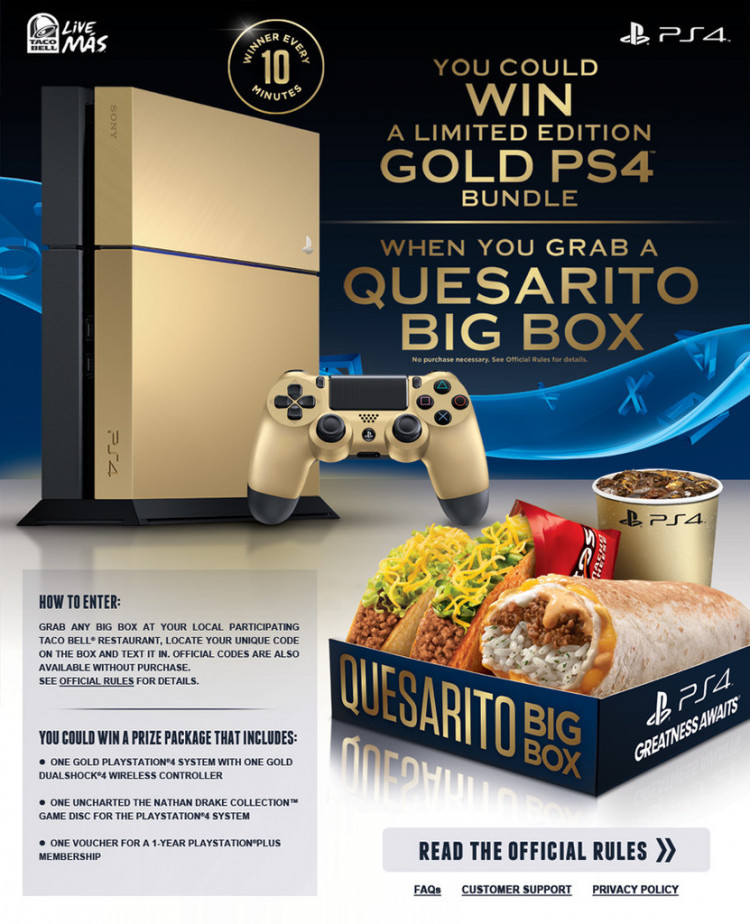 TACO BELL
LIVE MÁS
WINNER EVERY
10
MINUTES
PS4
YOU COULD
WIN
A LIMITED EDITION
GOLD PS4™
BUNDLE
WHEN YOU GRAB A
QUESARITO
BIG BOX
No purchase necessary. See Official Rules for details.
SONY
PS4
PS4
HOW TO ENTER:
GRAB ANY BIG BOX AT YOUR LOCAL PARTICIPATING
TACO BELL® RESTAURANT, LOCATE YOUR UNIQUE CODE
ON THE BOX AND TEXT IT IN. OFFICIAL CODES ARE ALSO
AVAILABLE WITHOUT PURCHASE.
SEE OFFICIAL RULES FOR DETAILS.
YOU COULD WIN A PRIZE PACKAGE THAT INCLUDES:
● ONE GOLD PLAYSTATION®4 SYSTEM WITH ONE GOLD
DUALSHOCK®4 WIRELESS CONTROLLER
● ONE UNCHARTED THE NATHAN DRAKE COLLECTION™
GAME DISC FOR THE PLAYSTATION®4 SYSTEM
● ONE VOUCHER FOR A 1-YEAR PLAYSTATION®PLUS
MEMBERSHIP
QUESARITO BIG BOX
PS4
GREATNESS AWAITS
READ THE OFFICIAL RULES »
FAQs CUSTOMER SUPPORT PRIVACY POLICY